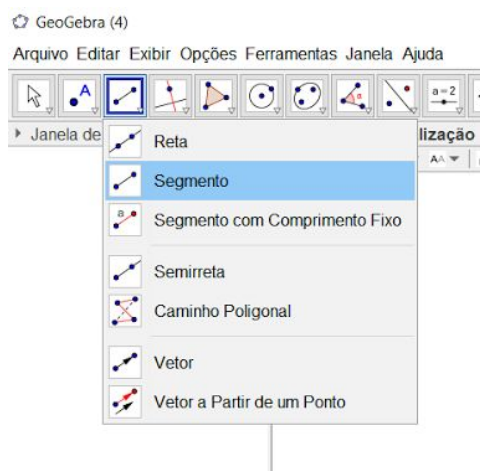 GeoGebra (4)
Arquivo Editar Exibir Opções Ferramentas Janela Ajuda
A
a=2
Janela de
lização
AA
Reta
Segmento
a
Segmento com Comprimento Fixo
Semirreta
Caminho Poligonal
Vetor
Vetor a Partir de um Ponto